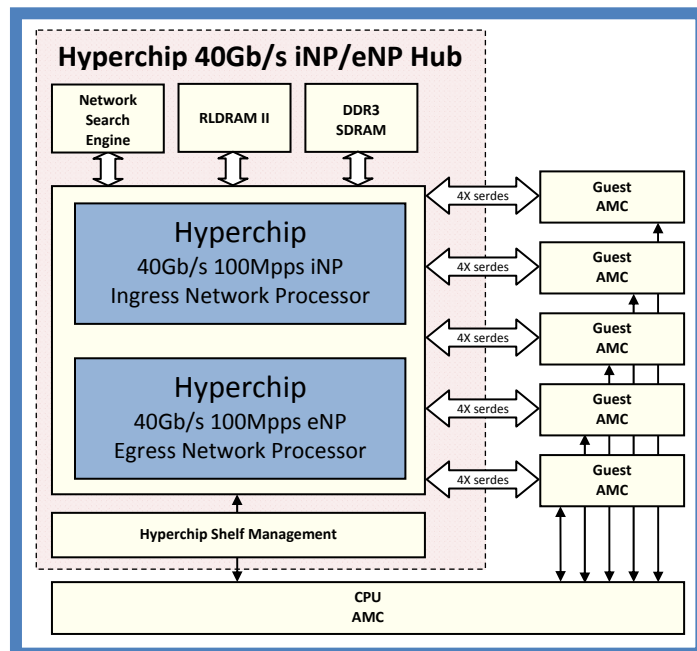 Hyperchip 40Gb/s iNP/eNP Hub
Network
Search
Engine
RLDRAM II
DDR3
SDRAM
Hyperchip
40Gb/s 100Mpps iNP
Ingress Network Processor
Hyperchip
40Gb/s 100Mpps eNP
Egress Network Processor
4X serdes
Guest
AMC
4X serdes
Guest
AMC
4X serdes
Guest
AMC
4X serdes
Guest
AMC
4X serdes
Guest
AMC
Hyperchip Shelf Management
CPU
AMC